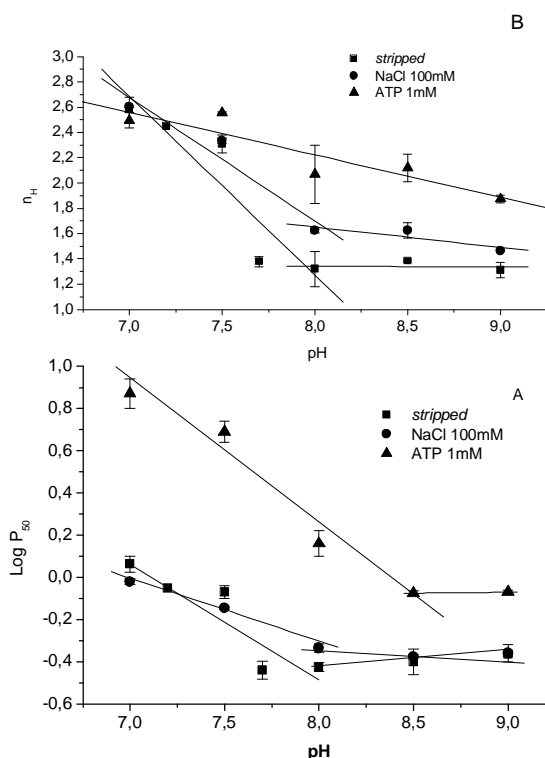 B
3,0
2,8
2,6
2,4
2,2
2,0
1,8
1,6
1,4
1,2
1,0
n_H
stripped
NaCl 100mM
ATP 1mM
7,0 7,5 8,0 8,5 9,0
pH
A
1,0
0,8
0,6
0,4
0,2
0,0
-0,2
-0,4
-0,6
Log P_50
stripped
NaCl 100mM
ATP 1mM
7,0 7,5 8,0 8,5 9,0
pH